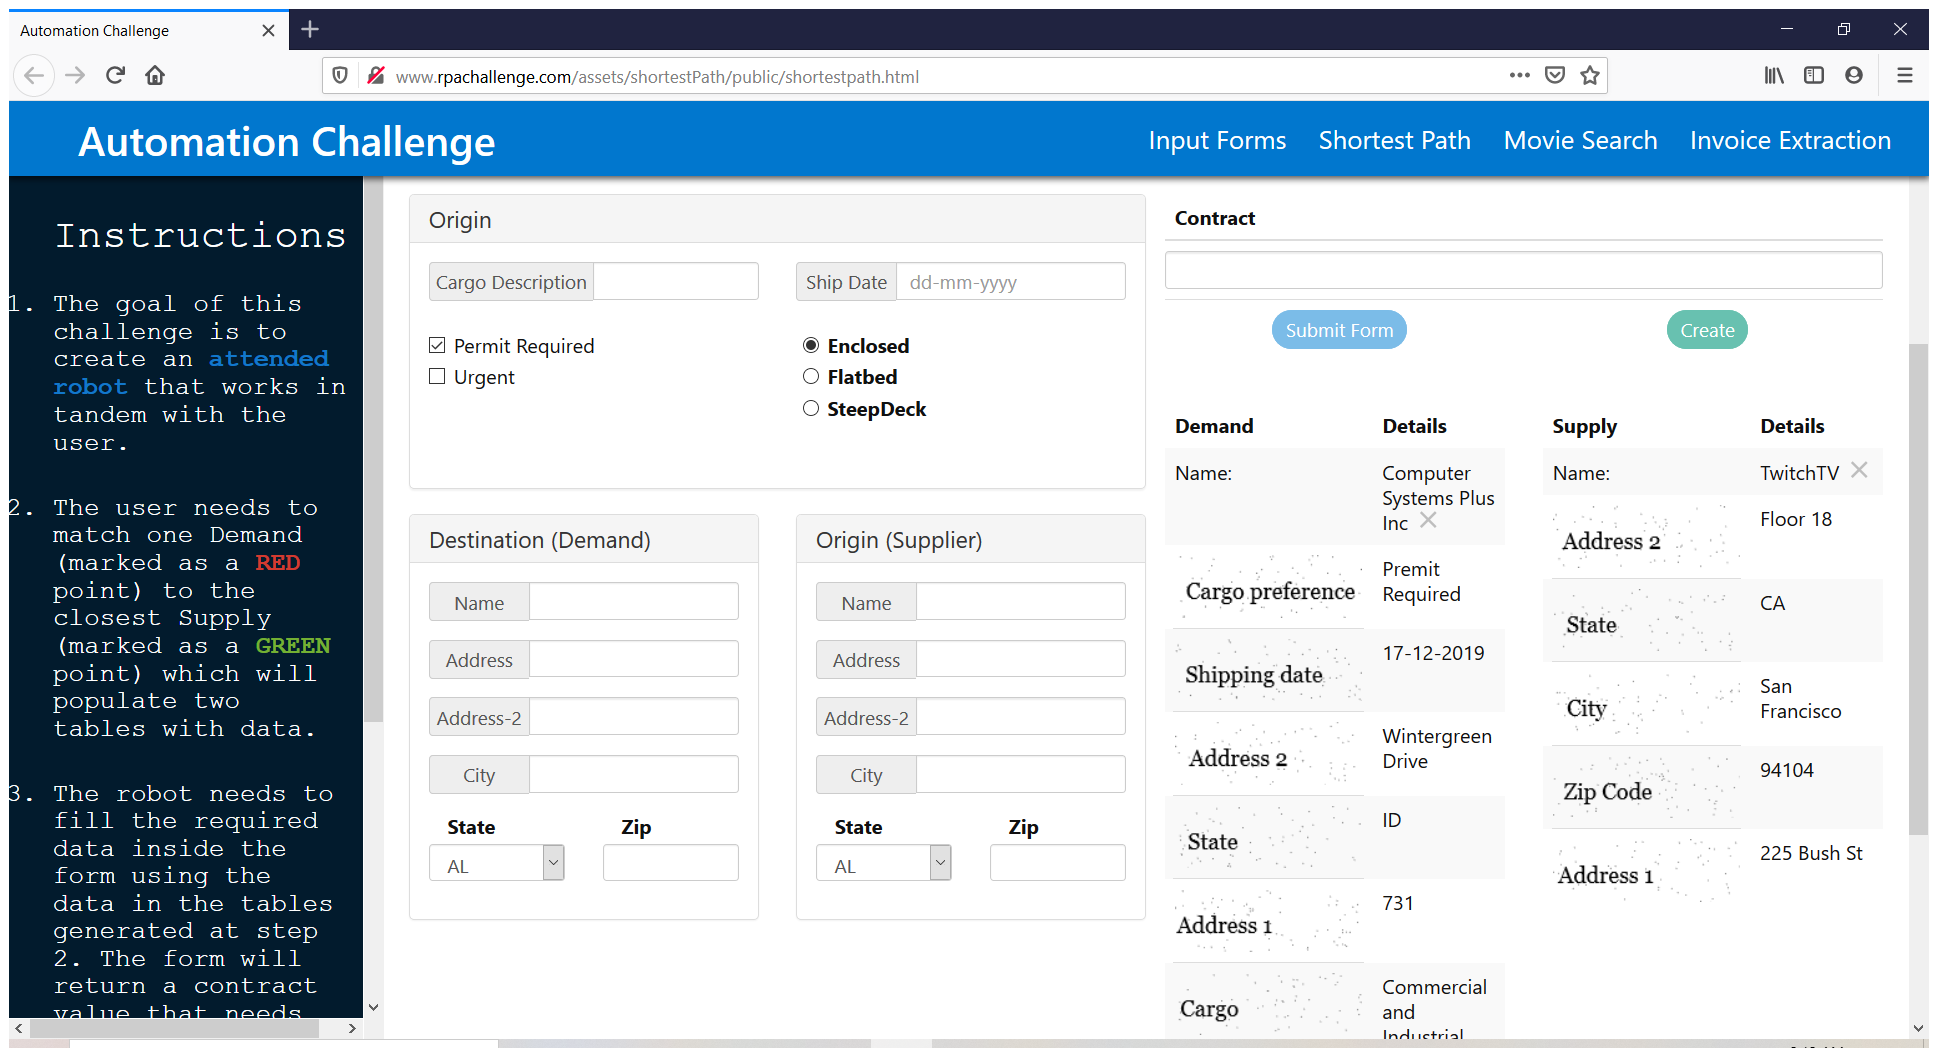 Automation Challenge
www.rpachallenge.com/assets/shortestPath/public/shortestpath.html
Automation Challenge
Input Forms
Shortest Path
Movie Search
Invoice Extraction
Instructions
1. The goal of this
challenge is to
create an attended
robot that works in
tandem with the
user.
2. The user needs to
match one Demand
(marked as a RED
point) to the
closest Supply
(marked as a GREEN
point) which will
populate two
tables with data.
3. The robot needs to
fill the required
data inside the
form using the
data in the tables
generated at step
2. The form will
return a contract
value that needs
Origin
Cargo Description
Ship Date
dd-mm-yyyy
Permit Required
Urgent
Enclosed
Flatbed
SteepDeck
Destination (Demand)
Name
Address
Address-2
City
State
Zip
AL
Origin (Supplier)
Name
Address
Address-2
City
State
Zip
AL
Contract
Submit Form
Create
Demand
Details
Name:
Computer
Systems Plus
Inc
Cargo preference
Premit
Required
Shipping date
17-12-2019
Address 2
Wintergreen
Drive
State
ID
Address 1
731
Cargo
Commercial
and
Industrial
Supply
Details
Name:
TwitchTV
Address 2
Floor 18
State
CA
City
San
Francisco
Zip Code
94104
Address 1
225 Bush St